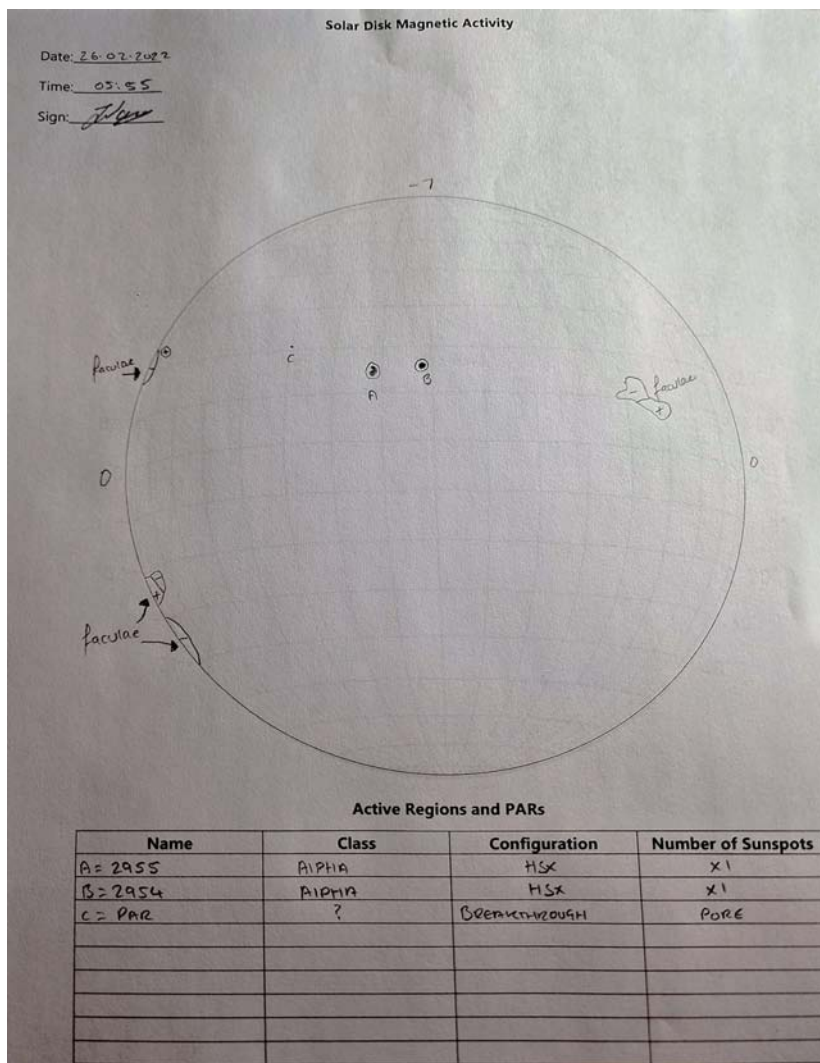 Solar Disk Magnetic Activity
Date: 26.02.2022
Time: 05:55
Sign:
-7
faculae
+
-
C
A
B
faculae
-
+
0
0
+
faculae
-
Active Regions and PARs
Name Class Configuration Number of Sunspots
A = 2955 AlPHA HSX X1
B = 2954 AlPHA HSX X1
C = PAR ? BREAKTHROUGH PORE